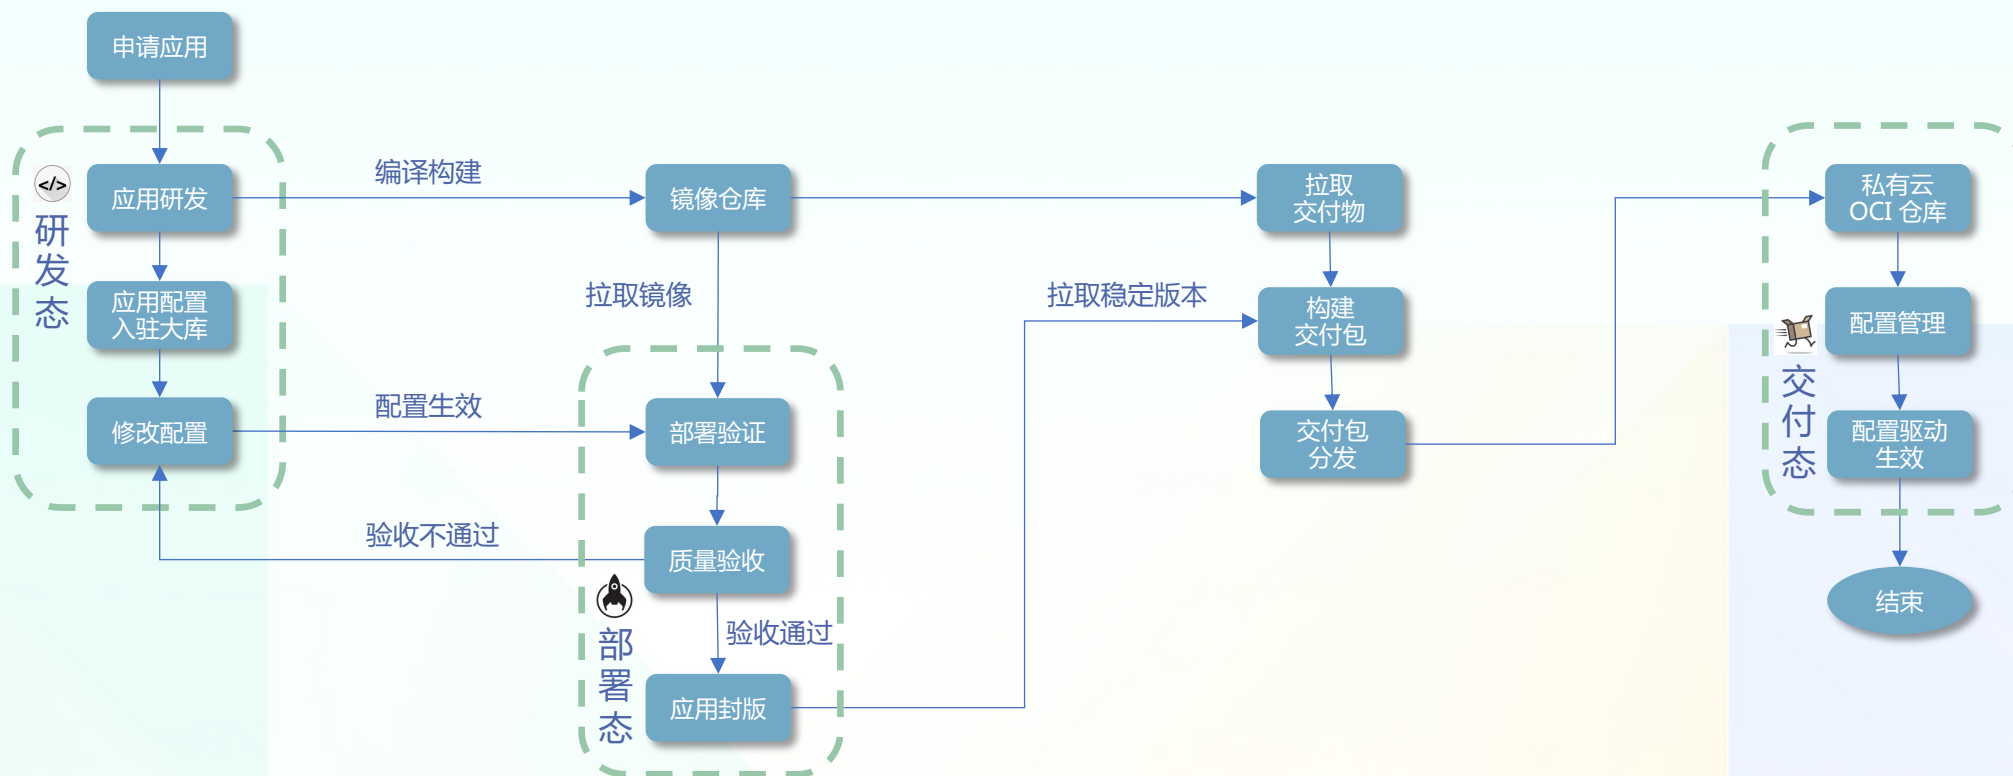 申请应用
研
发
态
应用研发
应用配置
入驻大库
修改配置
编译构建
镜像仓库
拉取镜像
配置生效
验收不通过
部
署
态
部署验证
质量验收
验收通过
应用封版
拉取稳定版本
拉取
交付物
构建
交付包
交付包
分发
交
付
态
私有云
OCI 仓库
配置管理
配置驱动
生效
结束